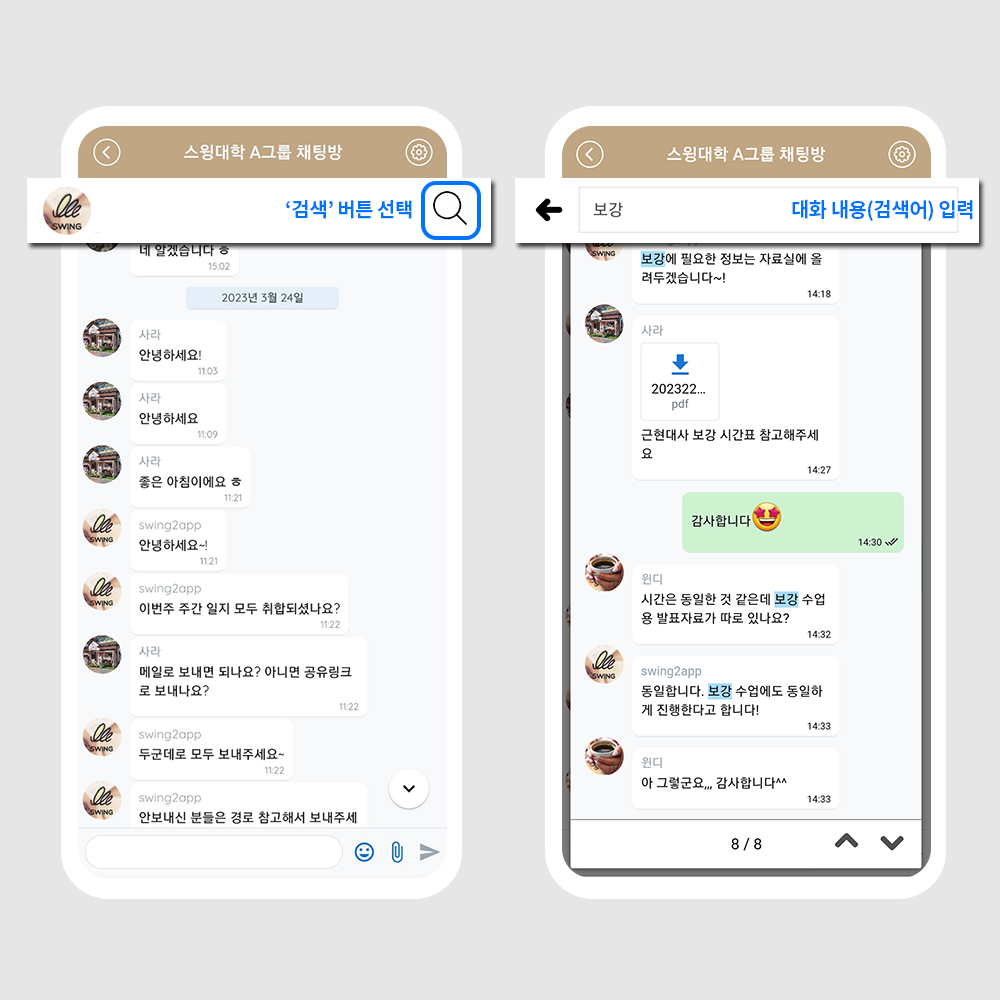 스윙대학 A그룹 채팅방
‘검색’ 버튼 선택
SWING
네 알겠습니다 ㅎ
15:02
2023년 3월 24일
사라
안녕하세요!
11:03
사라
안녕하세요
11:09
사라
좋은 아침이에요 ㅎ
11:21
swing2app
SWING
안녕하세요~!
11:21
swing2app
SWING
이번주 주간 일지 모두 취합되셨나요?
11:22
사라
메일로 보내면 되나요? 아니면 공유링크
로 보내나요?
11:22
swing2app
SWING
두군데로 모두 보내주세요~
11:22
swing2app
SWING
안보내신 분들은 경로 참고해서 보내주세
스윙대학 A그룹 채팅방
보강
대화 내용(검색어) 입력
SWING
보강에 필요한 정보는 자료실에 올
려두겠습니다~!
14:18
사라
202322...
pdf
근현대사 보강 시간표 참고해주세
요
14:27
감사합니다
14:30
윈디
시간은 동일한 것 같은데 보강 수업
용 발표자료가 따로 있나요?
14:32
swing2app
SWING
동일합니다. 보강 수업에도 동일하
게 진행한다고 합니다!
14:33
윈디
아 그렇군요,,, 감사합니다^^
14:33
8 / 8